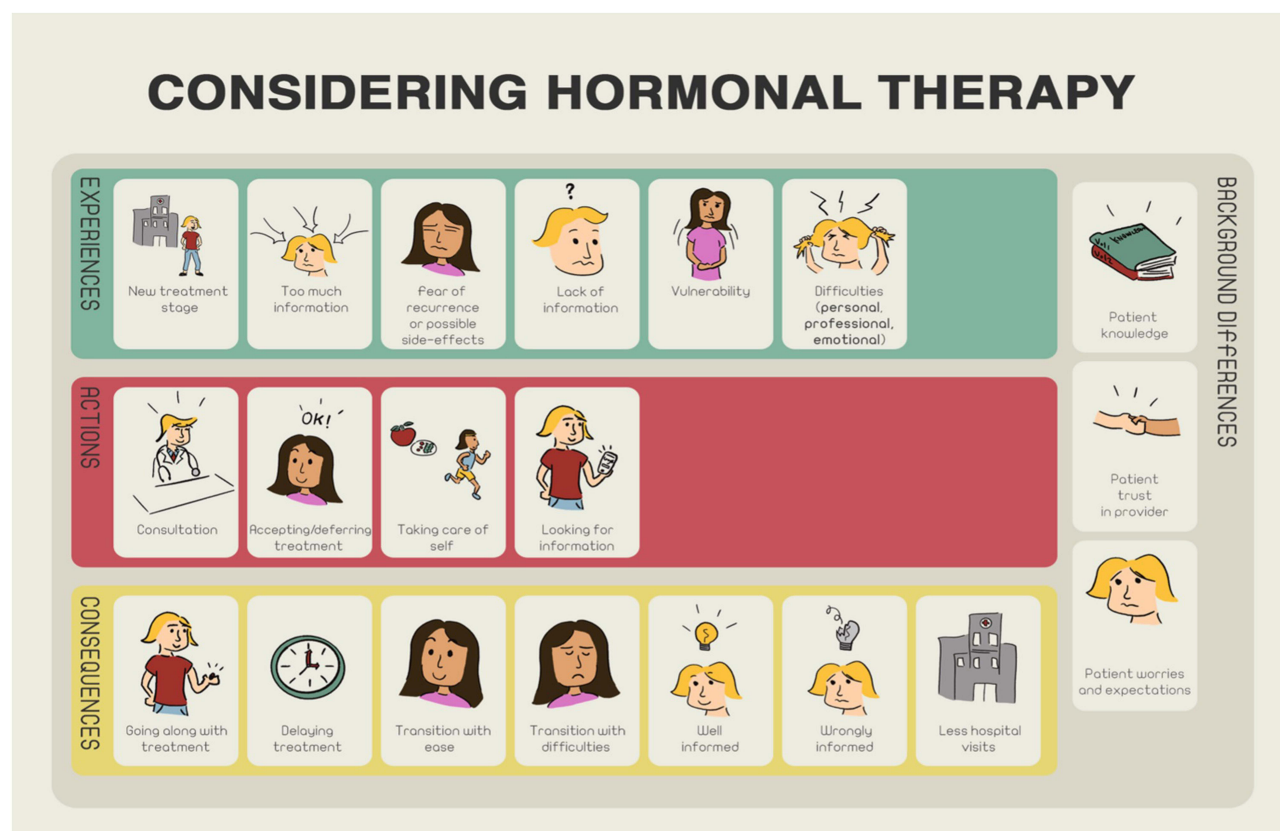 CONSIDERING HORMONAL THERAPY
EXPERIENCES
New treatment
stage
Too much
information
Fear of
recurrence
or possible
side-effects
?
Lack of
information
Vulnerability
Difficulties
(personal,
professional,
emotional)
ACTIONS
Consultation
OK!
Accepting/deferring
treatment
Taking care of
self
Looking for
information
CONSEQUENCES
Going along with
treatment
Delaying
treatment
Transition with
ease
Transition with
difficulties
Well
informed
Wrongly
informed
Less hospital
visits
BACKGROUND DIFFERENCES
Patient
knowledge
Patient
trust
in provider
Patient worries
and expectations